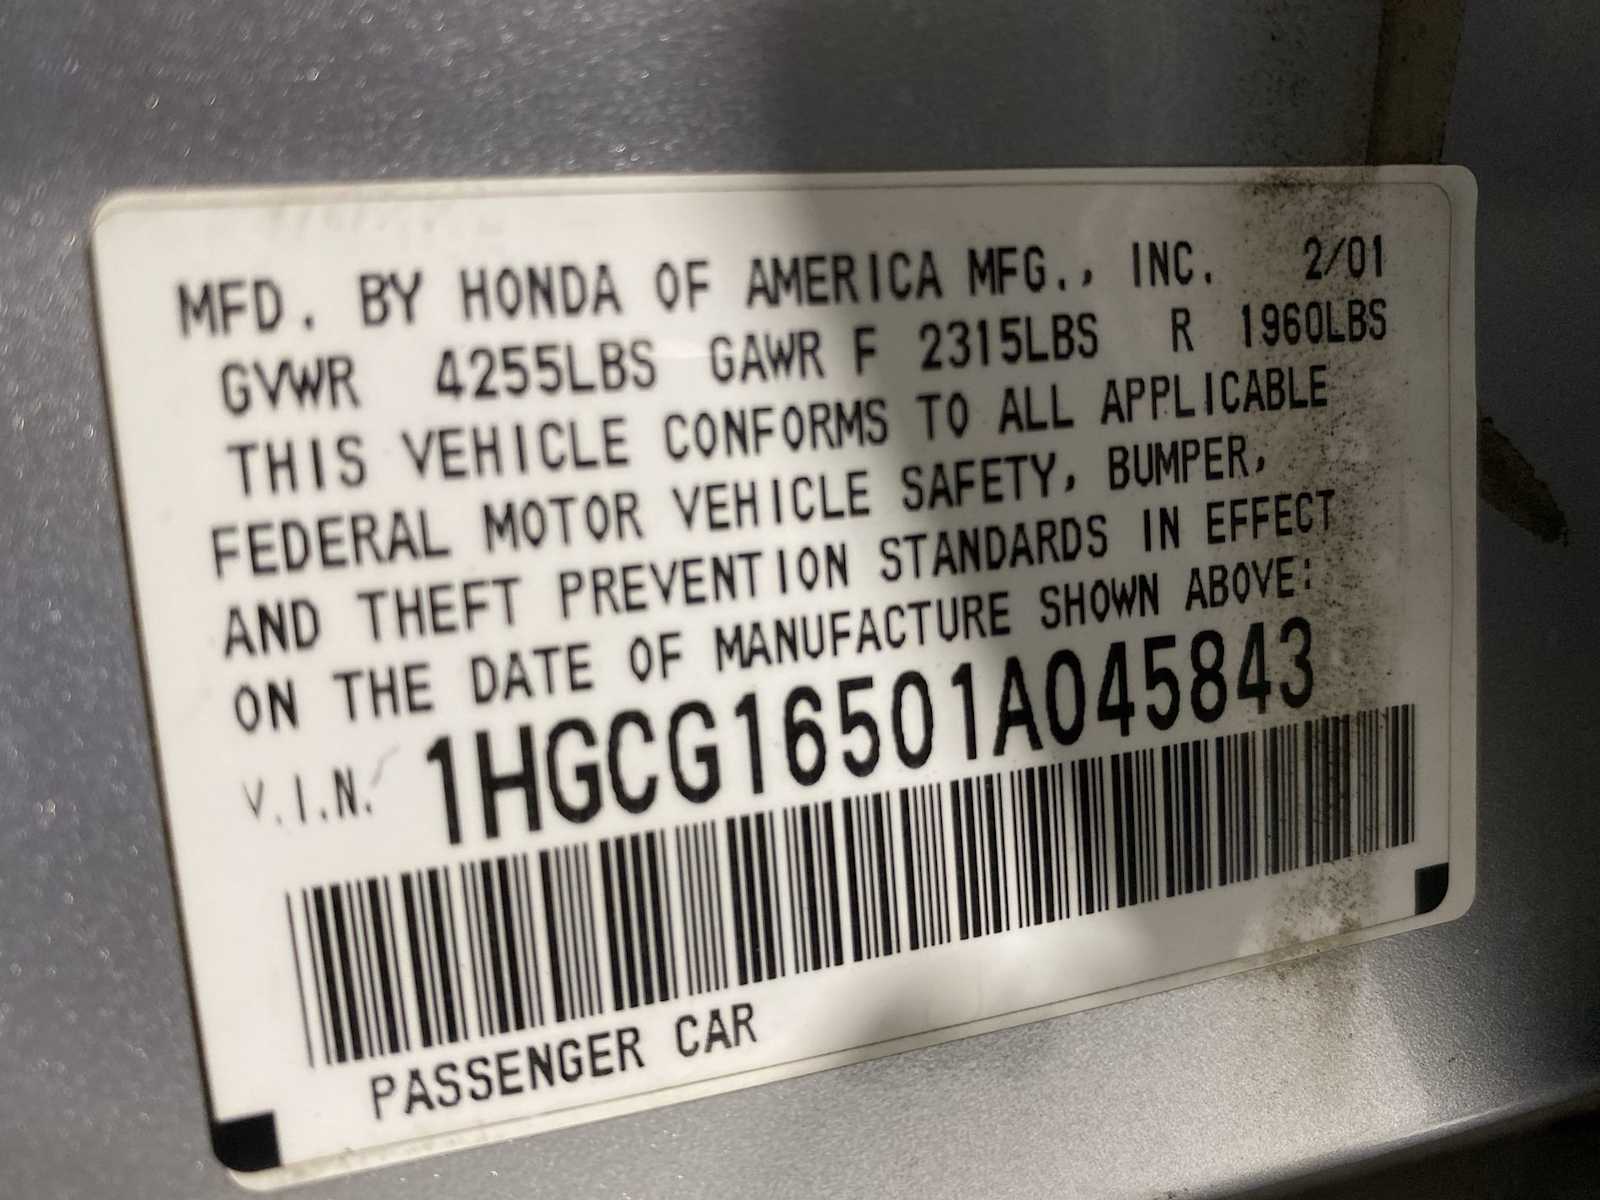 MFD. BY HONDA OF AMERICA MFG., INC. 2/01
GVWR 4255LBS GAWR F 2315LBS R 1960LBS
THIS VEHICLE CONFORMS TO ALL APPLICABLE
FEDERAL MOTOR VEHICLE SAFETY, BUMPER,
AND THEFT PREVENTION STANDARDS IN EFFECT
ON THE DATE OF MANUFACTURE SHOWN ABOVE:
V.I.N. 1HGCG16501A045843
PASSENGER CAR